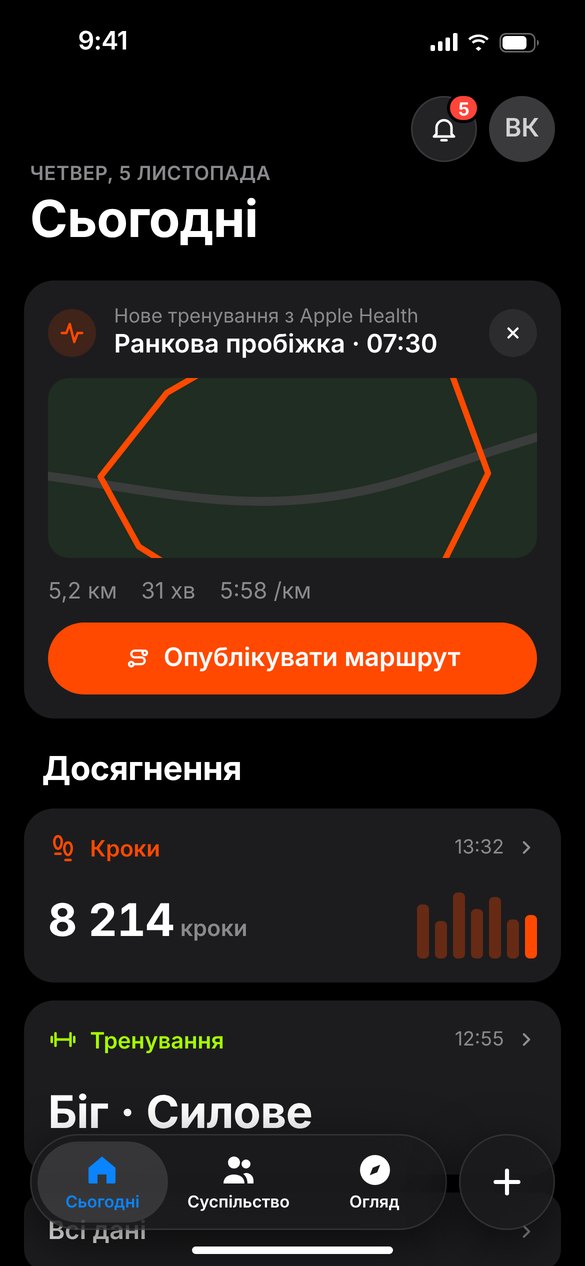 9:41
5
ВК
ЧЕТВЕР, 5 ЛИСТОПАДА
Сьогодні
Нове тренування з Apple Health
Ранкова пробіжка · 07:30
5,2 км 31 хв 5:58 /км
Опублікувати маршрут
Досягнення
Кроки 13:32
8 214 кроки
Тренування 12:55
Біг · Силове
Сьогодні Суспільство Огляд
Всі дані